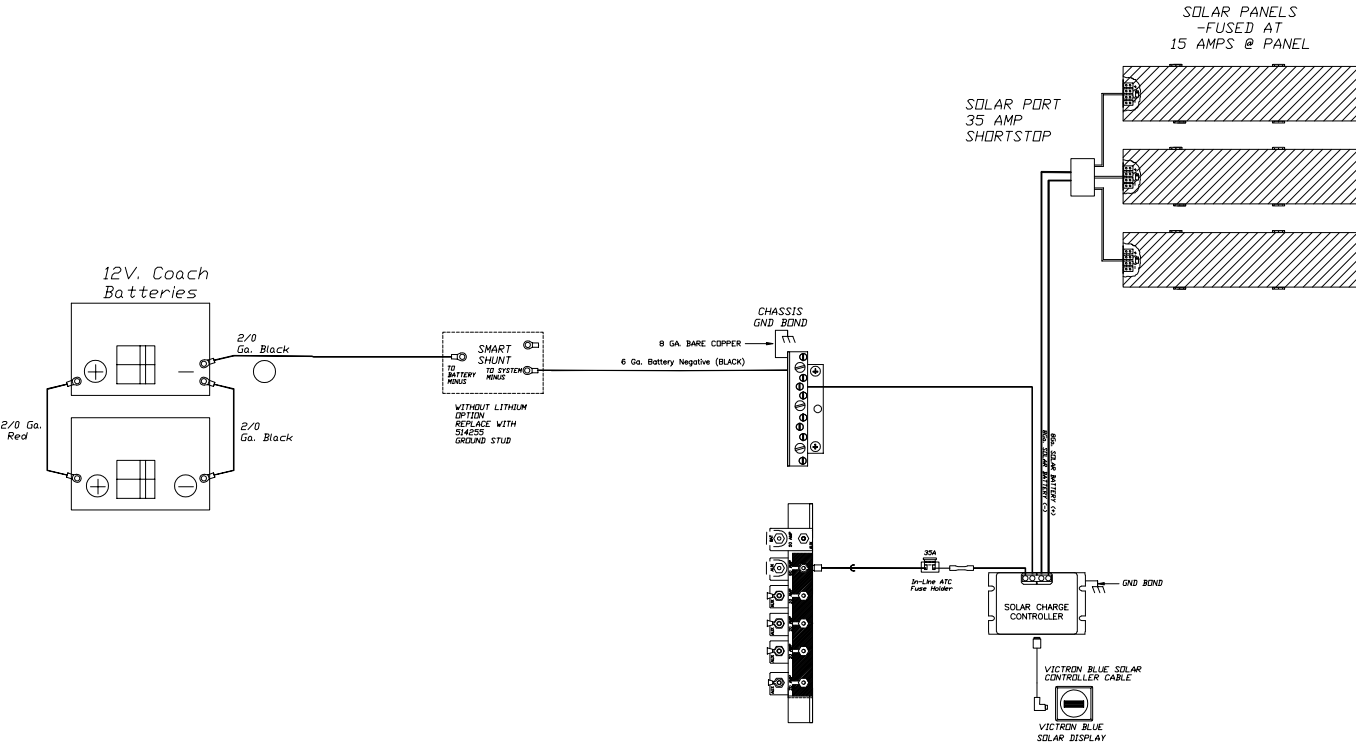 SOLAR PANELS
-FUSED AT
15 AMPS @ PANEL
SOLAR PORT
35 AMP
SHORTSTOP
12V. Coach
Batteries
2/0
Ga. Black
2/0 Ga.
Red
2/0
Ga. Black
SMART
SHUNT
TO
BATTERY
MINUS
TO SYSTEM
MINUS
WITHOUT LITHIUM
OPTION
REPLACE WITH
514255
GROUND STUD
CHASSIS
GND BOND
8 GA. BARE COPPER
6 Ga. Battery Negative (BLACK)
8Ga. SOLAR BATTERY (+)
8Ga. SOLAR BATTERY (-)
35A
In-Line ATC
Fuse Holder
SOLAR CHARGE
CONTROLLER
GND BOND
VICTRON BLUE SOLAR
CONTROLLER CABLE
VICTRON BLUE
SOLAR DISPLAY